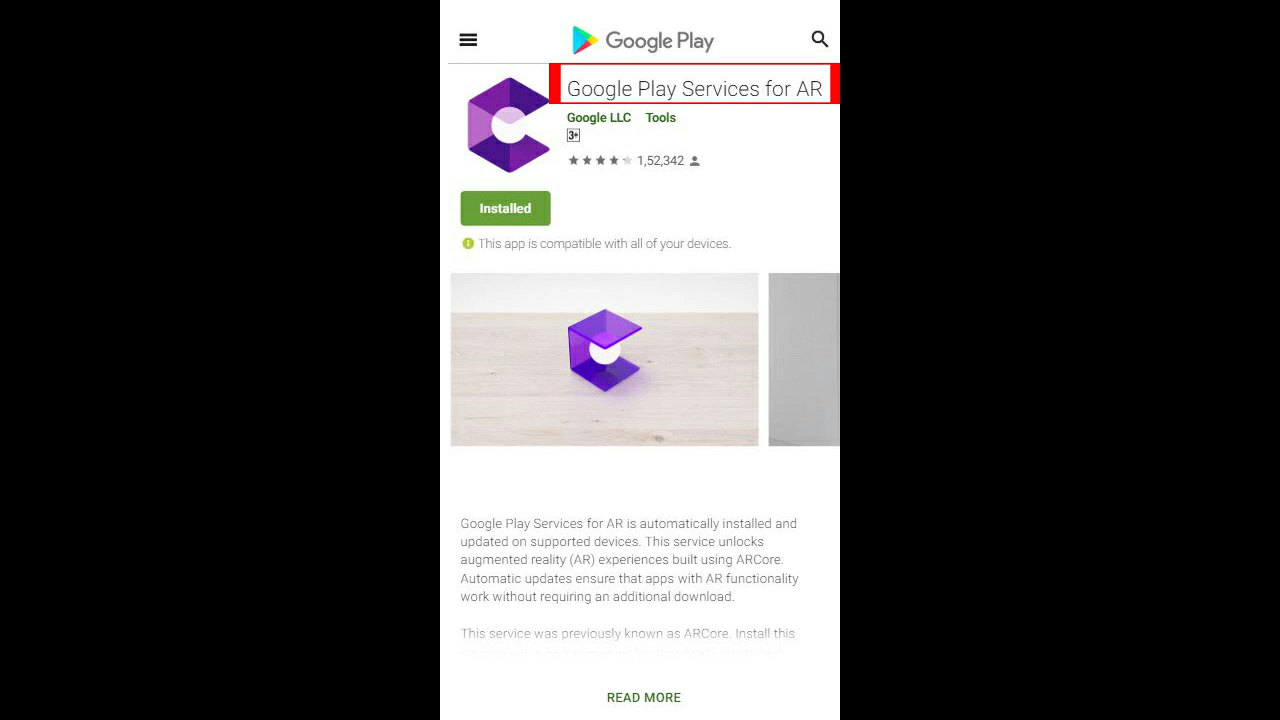 Google Play
Google Play Services for AR
Google LLC Tools
3+
1,52,342
Installed
This app is compatible with all of your devices.
Google Play Services for AR is automatically installed and
updated on supported devices. This service unlocks
augmented reality (AR) experiences built using ARCore.
Automatic updates ensure that apps with AR functionality
work without requiring an additional download.
This service was previously known as ARCore. Install this
READ MORE